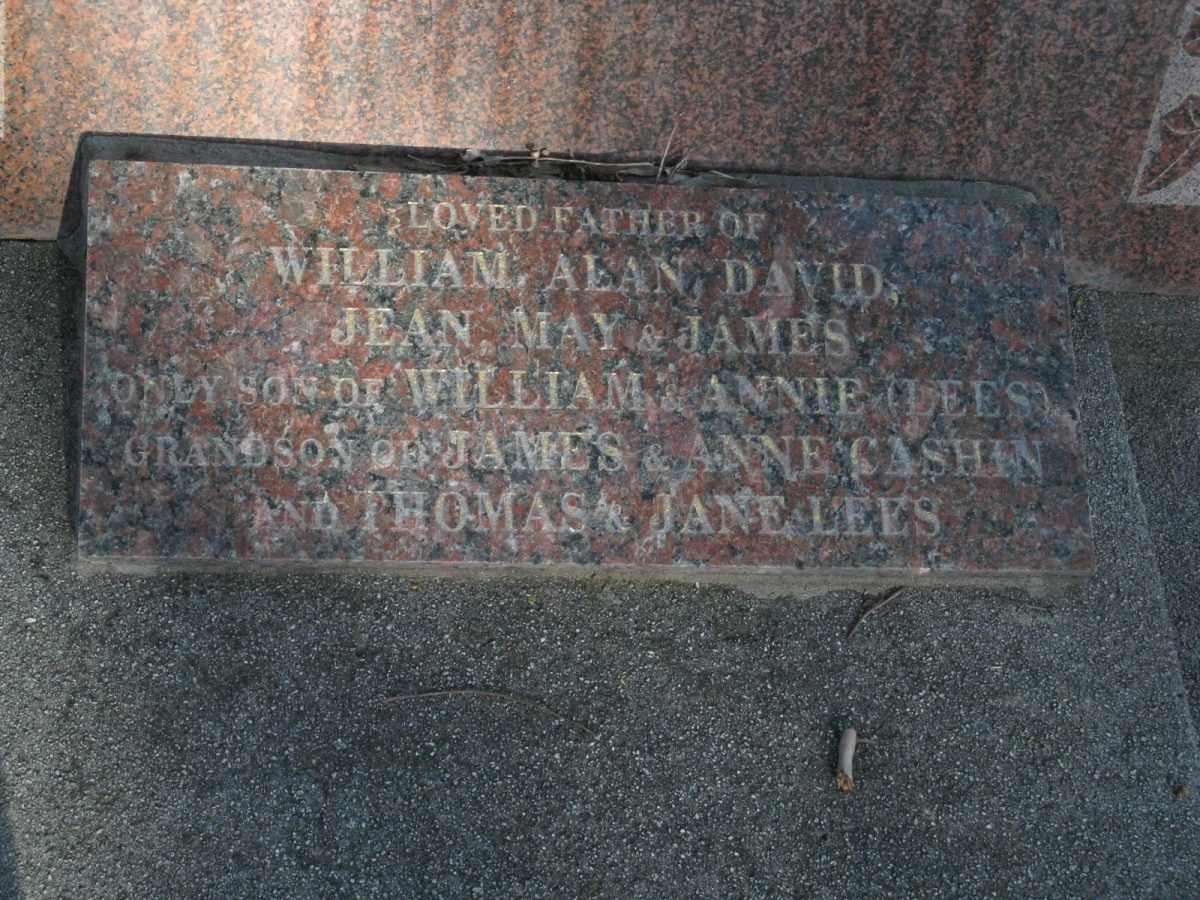 LOVED FATHER OF
WILLIAM, ALAN, DAVID,
JEAN, MAY & JAMES
ONLY SON OF WILLIAM & ANNIE (LEES)
GRANDSON OF JAMES & ANNE CASHIN
AND THOMAS & JANE LEES